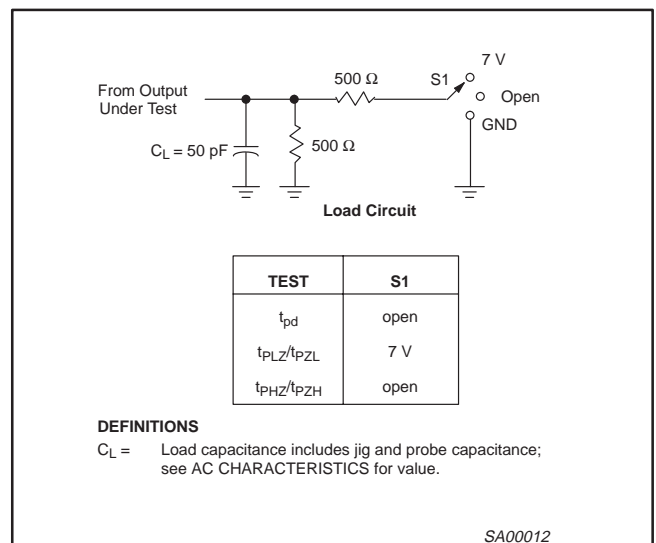 7 V
500 Ω
S1
Open
From Output
Under Test
GND
C_L = 50 pF
500 Ω
Load Circuit
TEST S1
t_pd open
t_PLZ/t_PZL 7 V
t_PHZ/t_PZH open
DEFINITIONS
C_L = Load capacitance includes jig and probe capacitance;
see AC CHARACTERISTICS for value.
SA00012